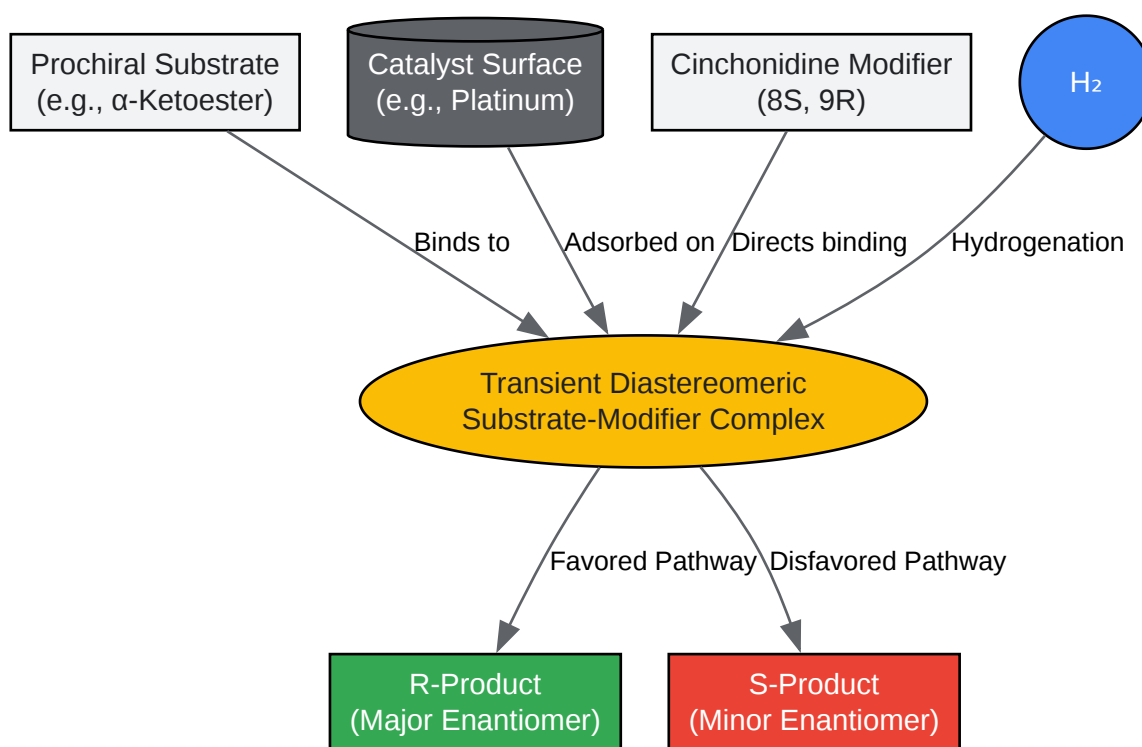 Prochiral Substrate
(e.g., α-Ketoester)
Catalyst Surface
(e.g., Platinum)
Cinchonidine Modifier
(8S, 9R)
H₂
Binds to
Adsorbed on
Directs binding
Hydrogenation
Transient Diastereomeric
Substrate-Modifier Complex
Favored Pathway
Disfavored Pathway
R-Product
(Major Enantiomer)
S-Product
(Minor Enantiomer)